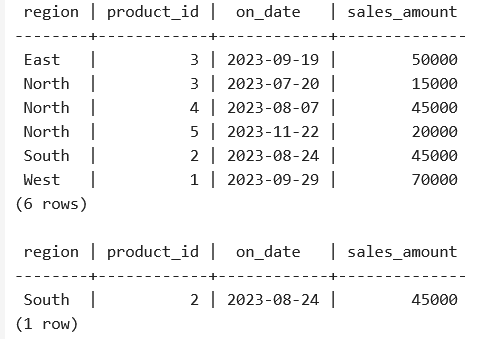 region | product_id |  on_date   | sales_amount
--------+------------+------------+--------------
 East   |          3 | 2023-09-19 |        50000
 North  |          3 | 2023-07-20 |        15000
 North  |          4 | 2023-08-07 |        45000
 North  |          5 | 2023-11-22 |        20000
 South  |          2 | 2023-08-24 |        45000
 West   |          1 | 2023-09-29 |        70000
(6 rows)

 region | product_id |  on_date   | sales_amount
--------+------------+------------+--------------
 South  |          2 | 2023-08-24 |        45000
(1 row)